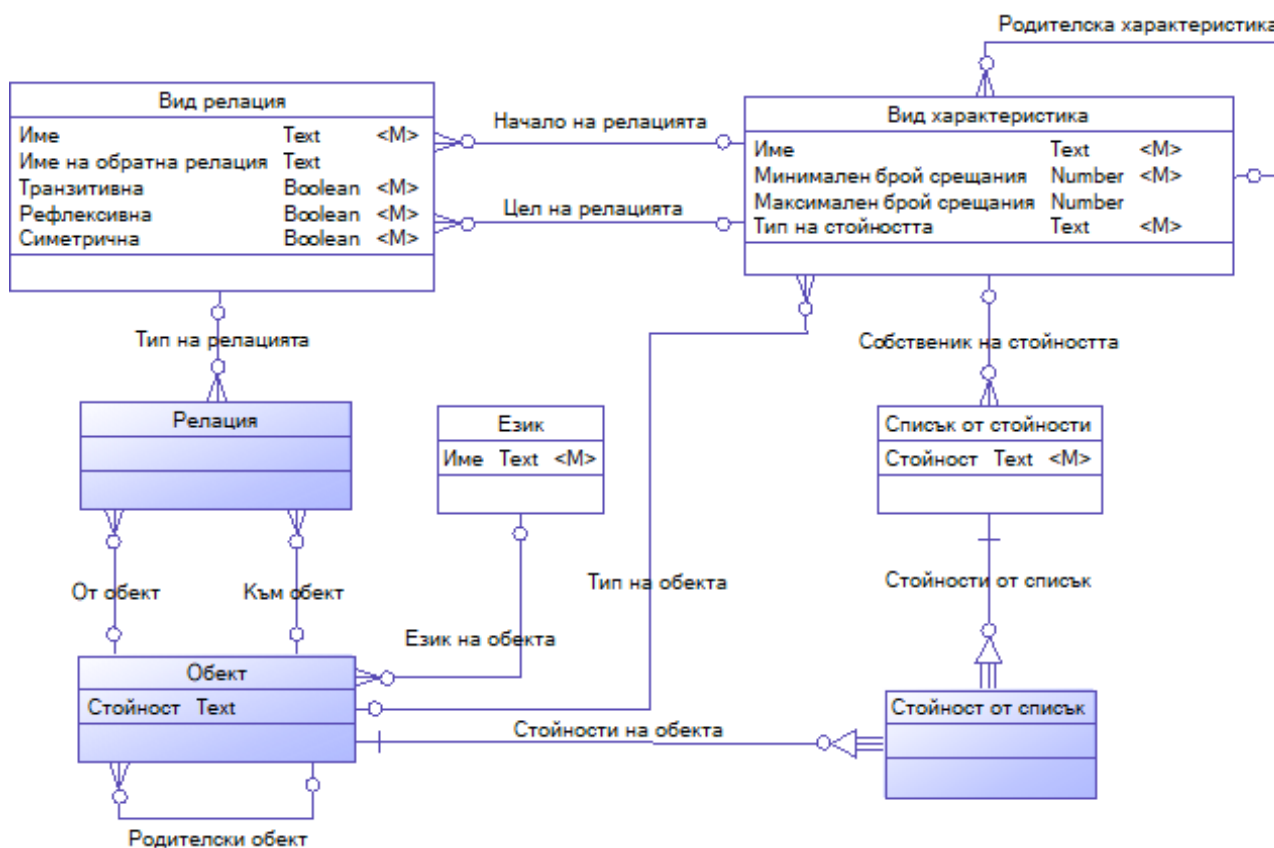 Родителска характеристика
Вид релация
Име Text <M>
Име на обратна релация Text
Транзитивна Boolean <M>
Рефлексивна Boolean <M>
Симетрична Boolean <M>
Начало на релацията
Цел на релацията
Вид характеристика
Име Text <M>
Минимален брой срещания Number <M>
Максимален брой срещания Number
Тип на стойността Text <M>
Тип на релацията
Собственик на стойността
Релация
Език
Име Text <M>
Списък от стойности
Стойност Text <M>
От обект
Към обект
Тип на обекта
Стойности от списък
Език на обекта
Обект
Стойност Text
Стойности на обекта
Стойност от списък
Родителски обект